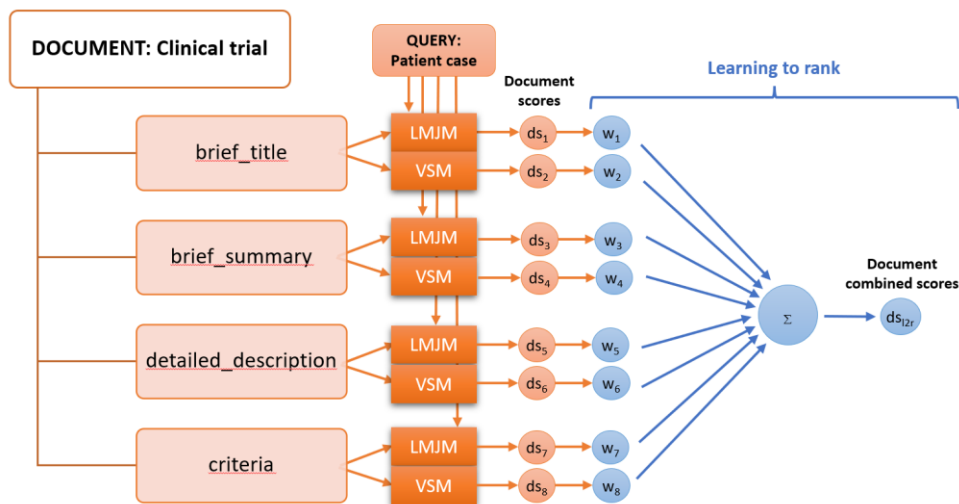 DOCUMENT: Clinical trial
QUERY:
Patient case
Document
scores
Learning to rank
brief_title
LMJM
ds1
w1
VSM
ds2
w2
brief_summary
LMJM
ds3
w3
VSM
ds4
w4
detailed_description
LMJM
ds5
w5
VSM
ds6
w6
criteria
LMJM
ds7
w7
VSM
ds8
w8
Σ
Document
combined scores
dsl2r